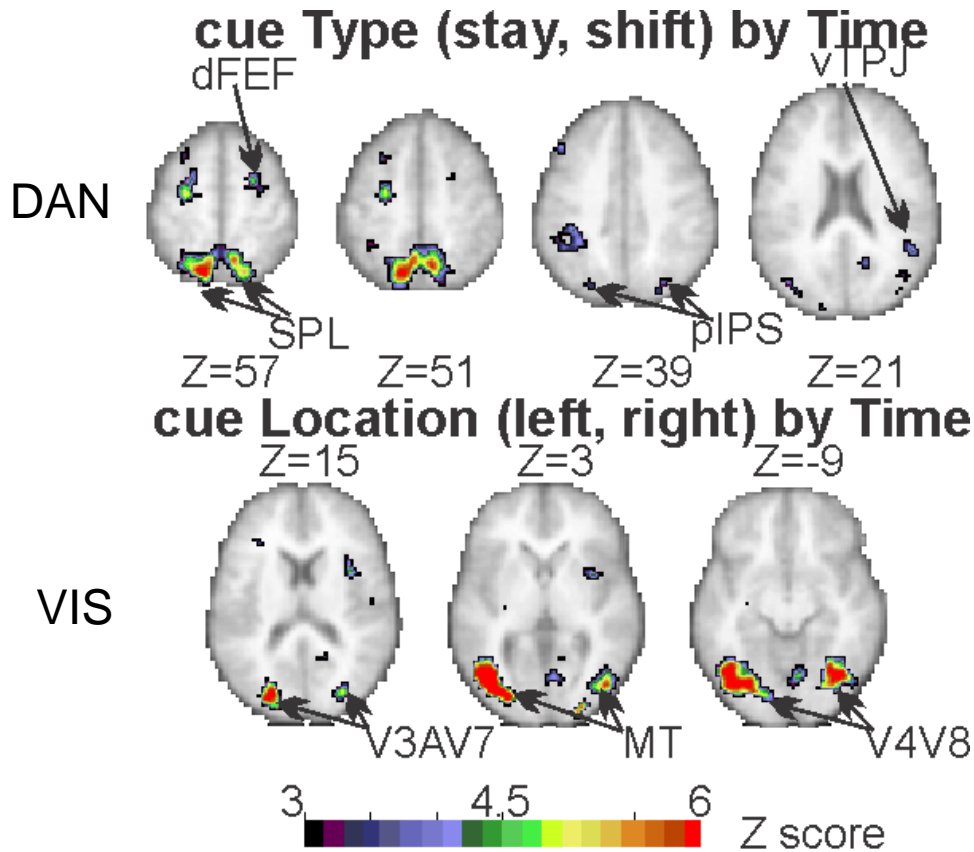 cue Type (stay, shift) by Time
dFEF
vTPJ
DAN
SPL
pIPS
Z=57
Z=51
Z=39
Z=21
cue Location (left, right) by Time
Z=15
Z=3
Z=-9
VIS
V3AV7
MT
V4V8
3
4.5
6
Z score